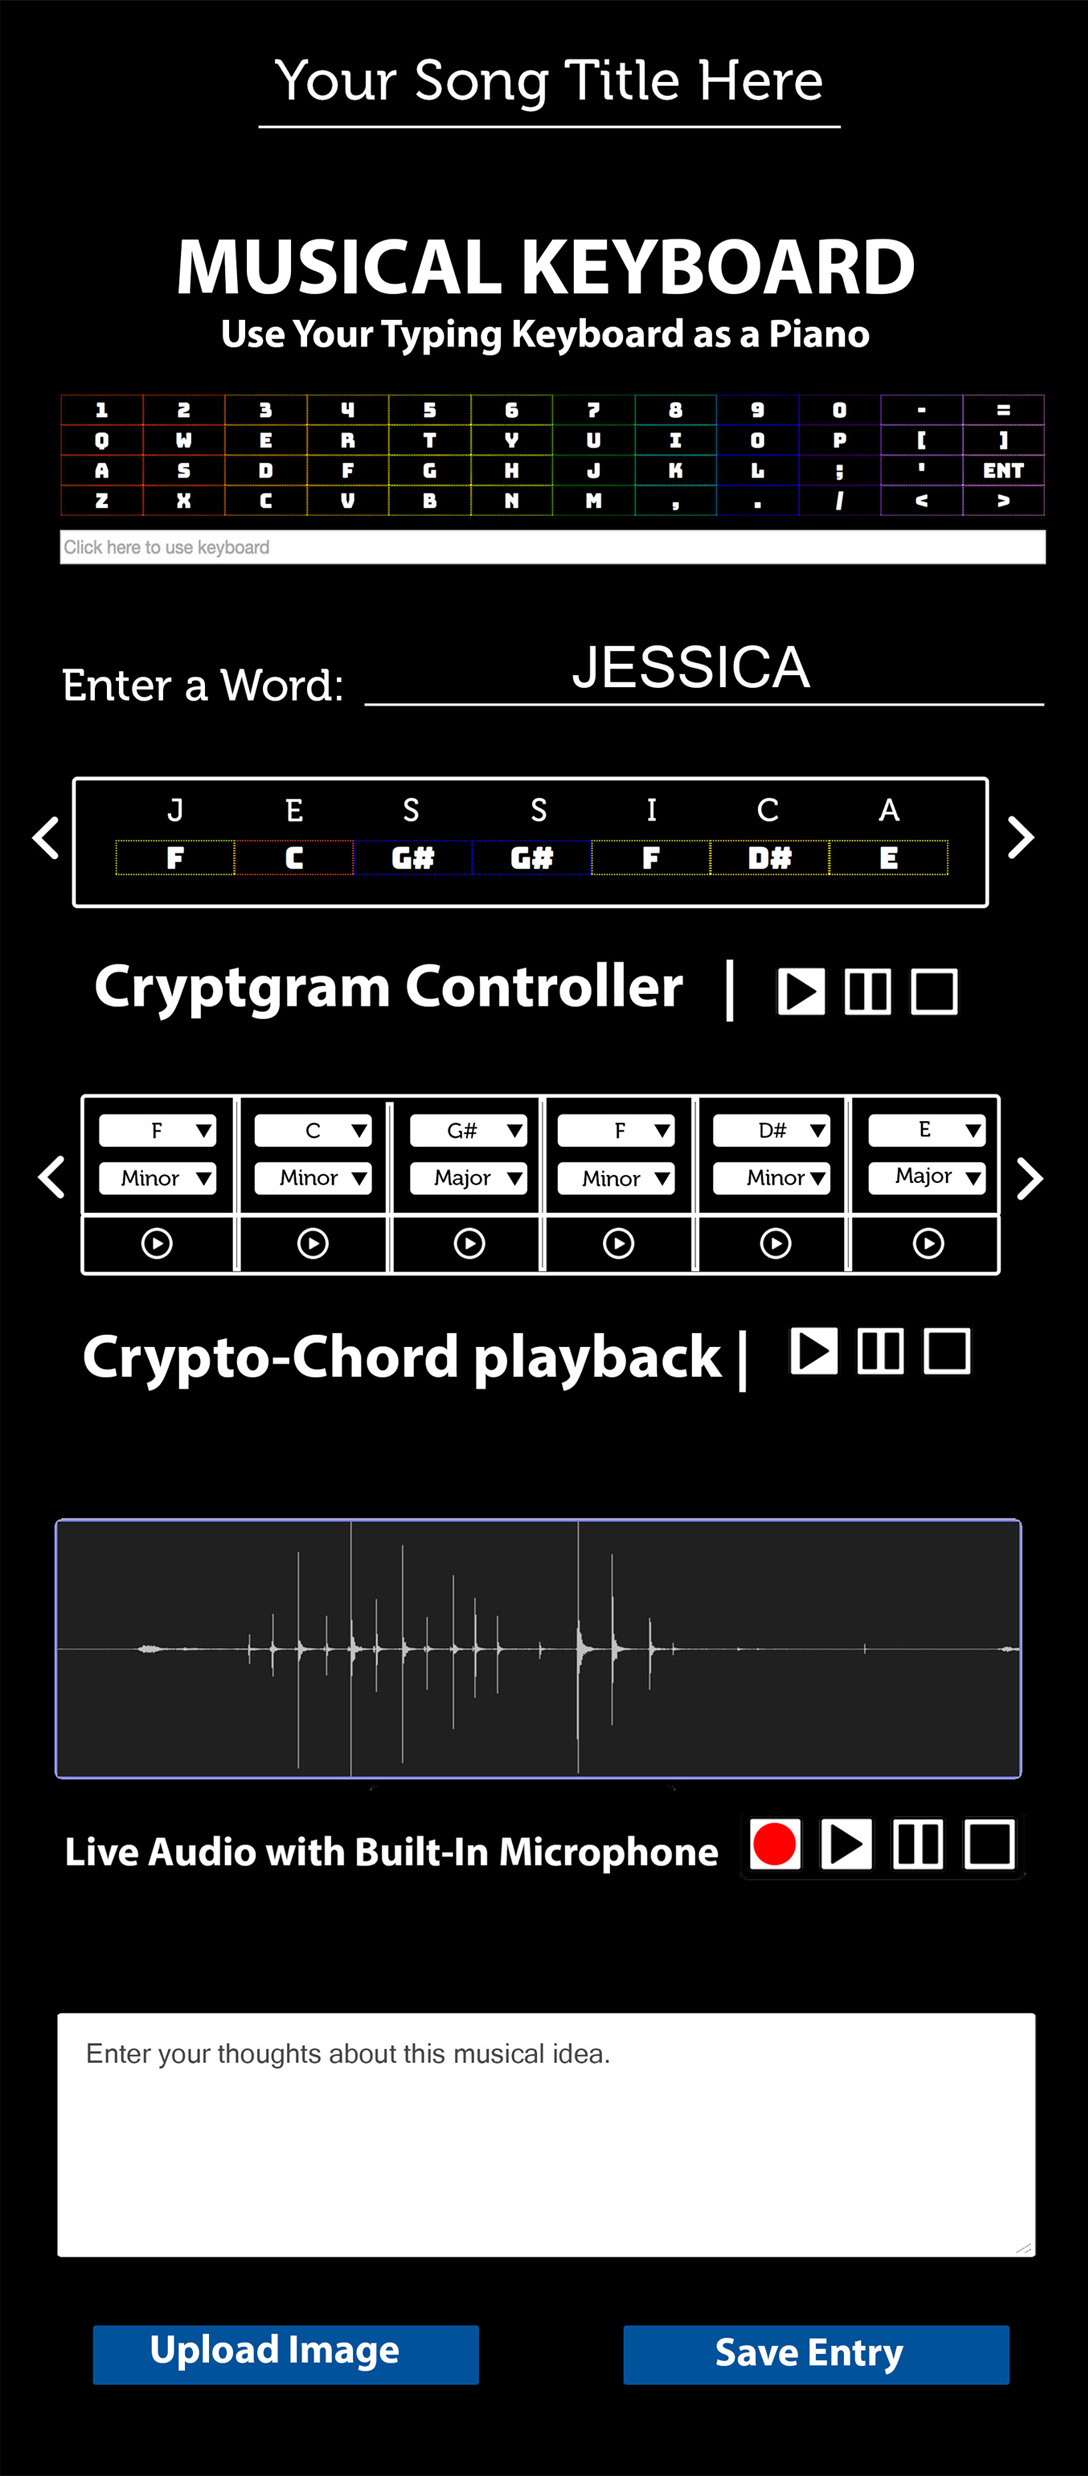 Your Song Title Here
MUSICAL KEYBOARD
Use Your Typing Keyboard as a Piano
1 2 3 4 5 6 7 8 9 0 - =
Q W E R T Y U I O P [ ]
A S D F G H J K L ; ' ENT
Z X C V B N M , . / < >
Click here to use keyboard
Enter a Word: JESSICA
J E S S I C A
F C G# G# F D# E
Cryptgram Controller |
F C G# F D# E
Minor Minor Major Minor Minor Major
Crypto-Chord playback |
Live Audio with Built-In Microphone
Enter your thoughts about this musical idea.
Upload Image Save Entry